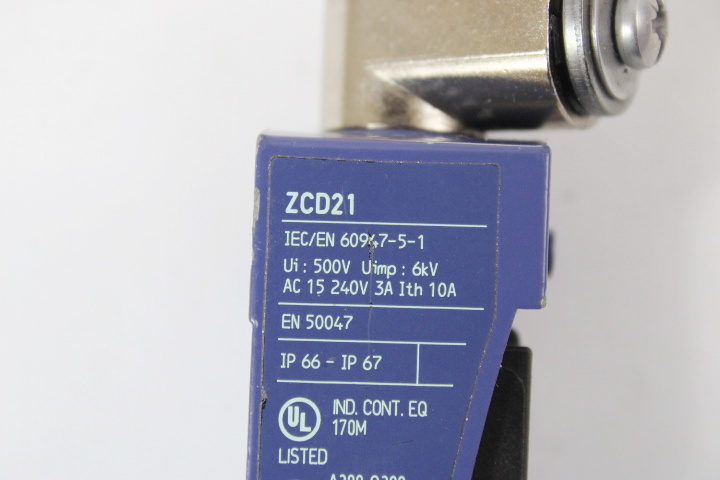 ZCD21
IEC/EN 60947-5-1
Ui : 500V Uimp : 6kV
AC 15 240V 3A Ith 10A
EN 50047
IP 66 - IP 67
UL IND. CONT. EQ
170M
LISTED